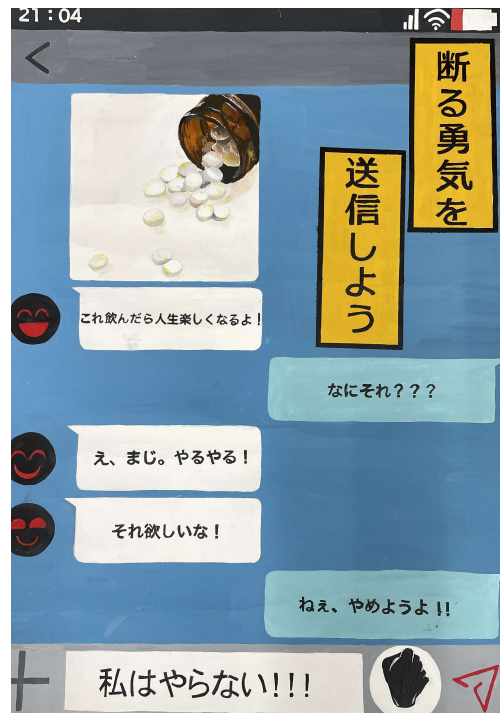 21:04
断る勇気を
送信しよう
これ飲んだら人生楽しくなるよ!
なにそれ???
え、まじ。やるやる!
それ欲しいな!
ねぇ、やめようよ!!
私はやらない!!!